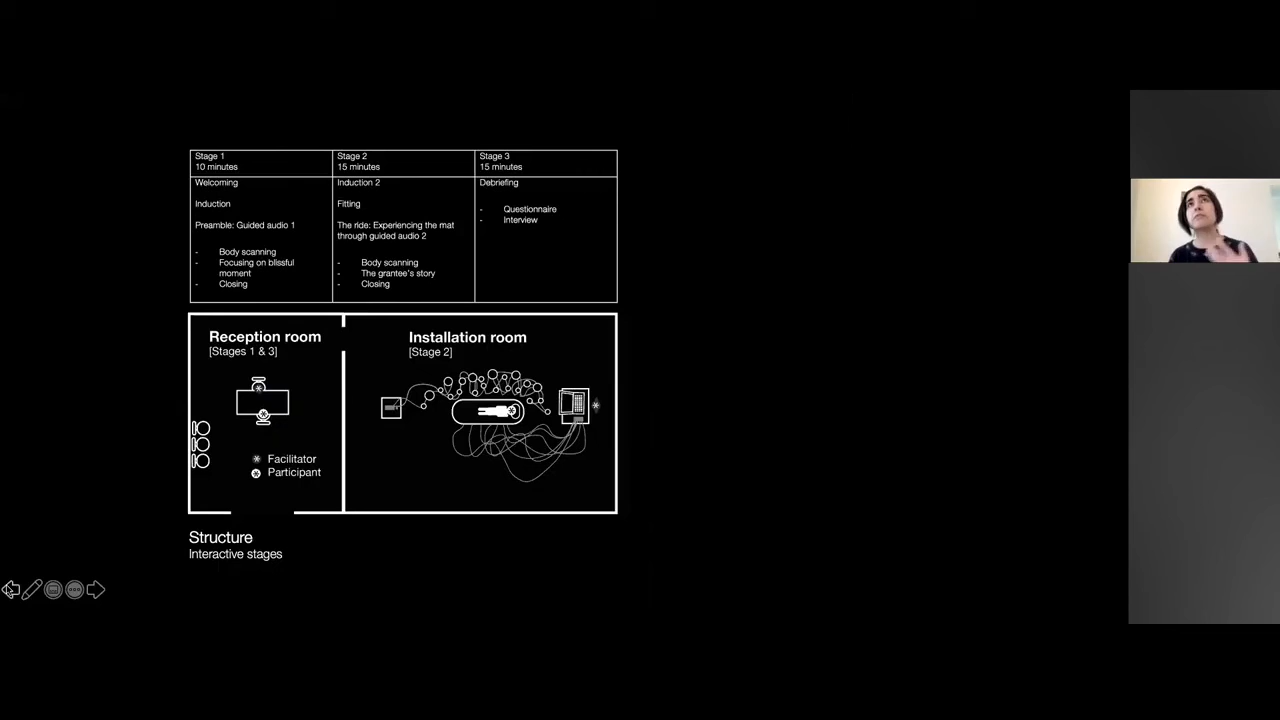 Stage 1
10 minutes
Stage 2
15 minutes
Stage 3
15 minutes
Welcoming
Induction
Preamble: Guided audio 1
- Body scanning
- Focusing on blissful
moment
- Closing
Induction 2
Fitting
The ride: Experiencing the mat
through guided audio 2
- Body scanning
- The grantee's story
- Closing
Debriefing
- Questionnaire
- Interview
Reception room
[Stages 1 & 3]
Installation room
[Stage 2]
Facilitator
Participant
Structure
Interactive stages